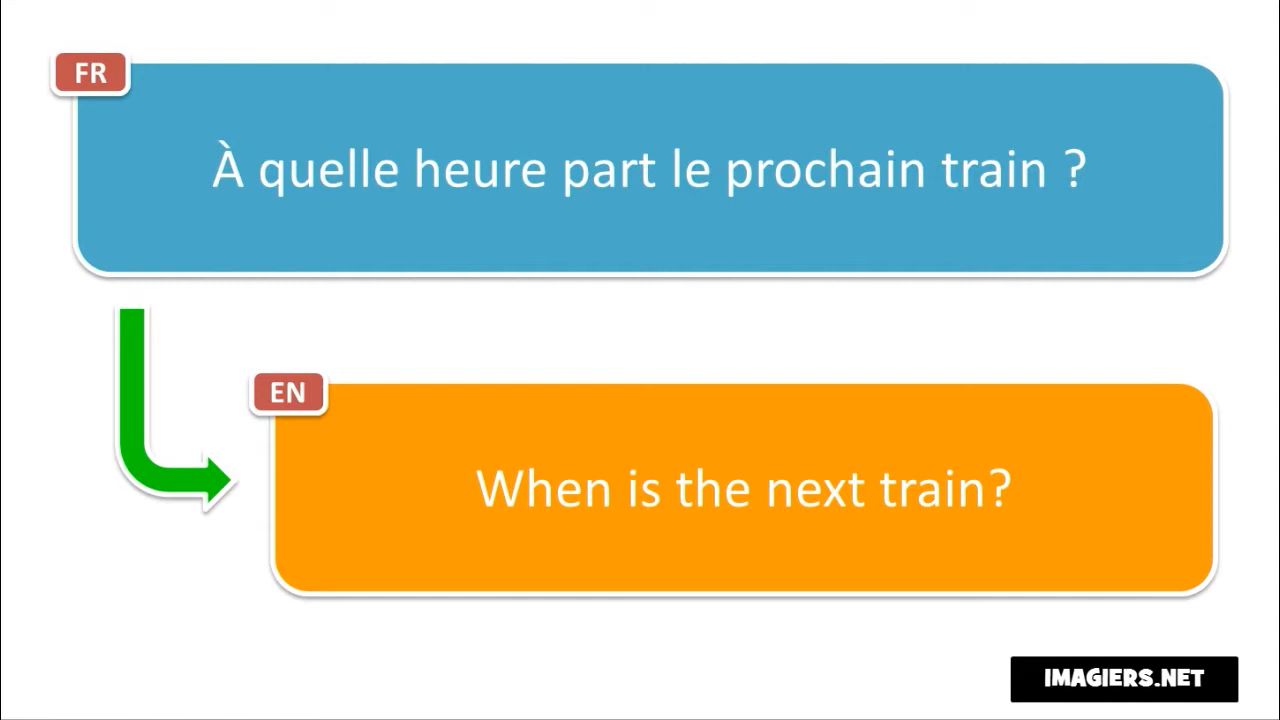 FR
À quelle heure part le prochain train ?
EN
When is the next train?
IMAGIERS.NET